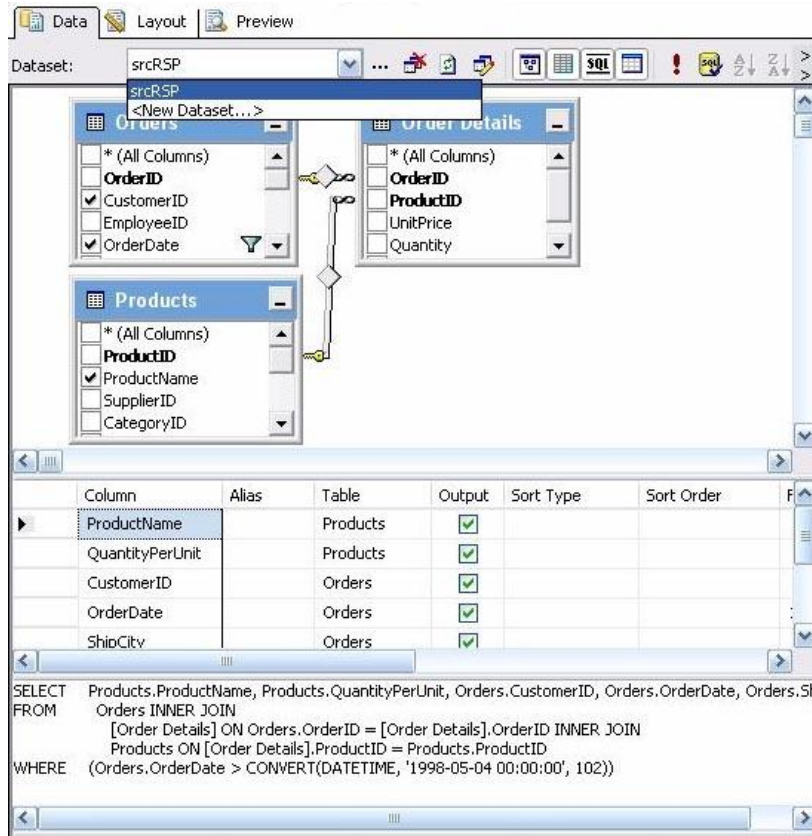 Data Layout Preview
Dataset: srcRSP ... SQL
srcRSP
<New Dataset...>
Orders
* (All Columns)
OrderID
CustomerID
EmployeeID
OrderDate
Order Details
* (All Columns)
OrderID
ProductID
UnitPrice
Quantity
Products
* (All Columns)
ProductID
ProductName
SupplierID
CategoryID
Column Alias Table Output Sort Type Sort Order
ProductName Products
QuantityPerUnit Products
CustomerID Orders
OrderDate Orders
ShipCity Orders
SELECT Products.ProductName, Products.QuantityPerUnit, Orders.CustomerID, Orders.OrderDate,
FROM Orders INNER JOIN
[Order Details] ON Orders.OrderID = [Order Details].OrderID INNER JOIN
Products ON [Order Details].ProductID = Products.ProductID
WHERE (Orders.OrderDate > CONVERT(DATETIME, '1998-05-04 00:00:00', 102))